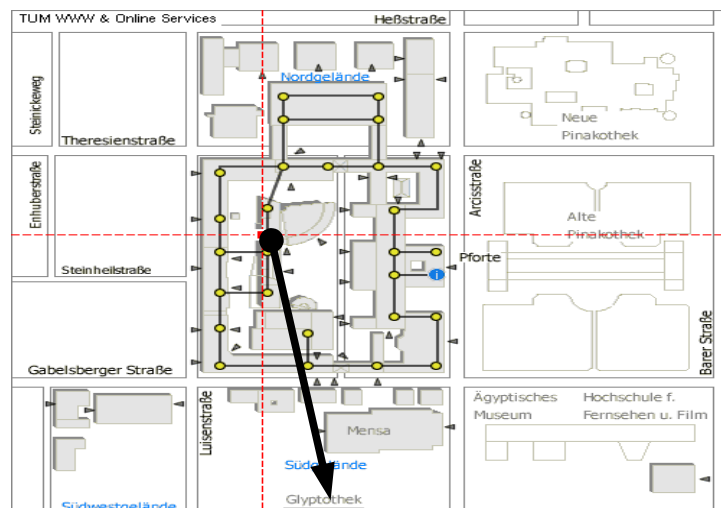 TUM WWW & Online Services
Heßstraße
Steinickeweg
Nordgelände
Neue
Pinakothek
Theresienstraße
Enhuberstraße
Arcisstraße
Alte
Pinakothek
Pforte
Steinheilstraße
i
Barer Straße
Gabelsberger Straße
Luisenstraße
Ägyptisches
Museum
Hochschule f.
Fernsehen u. Film
Mensa
Südgelände
Glyptothek
Südwestgelände